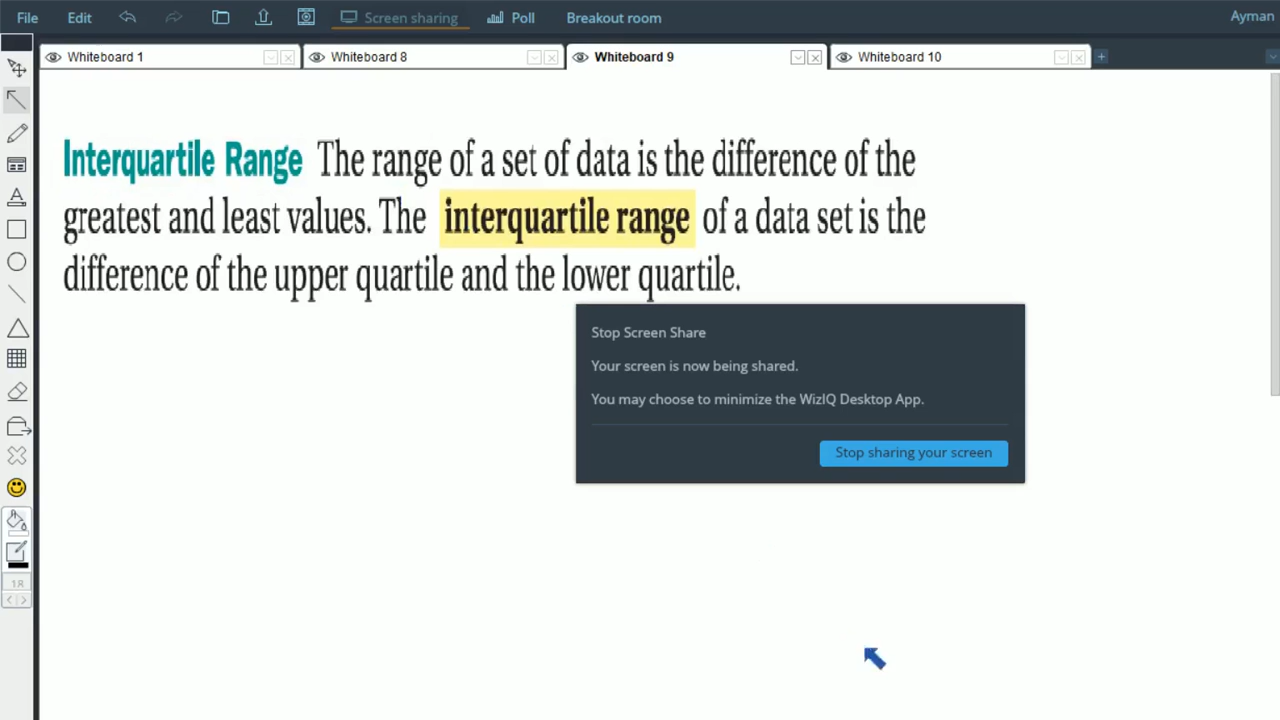 File Edit Screen sharing Poll Breakout room Ayman
Whiteboard 1 Whiteboard 8 Whiteboard 9 Whiteboard 10
Interquartile Range The range of a set of data is the difference of the
greatest and least values. The interquartile range of a data set is the
difference of the upper quartile and the lower quartile.
Stop Screen Share
Your screen is now being shared.
You may choose to minimize the WizIQ Desktop App.
Stop sharing your screen
18